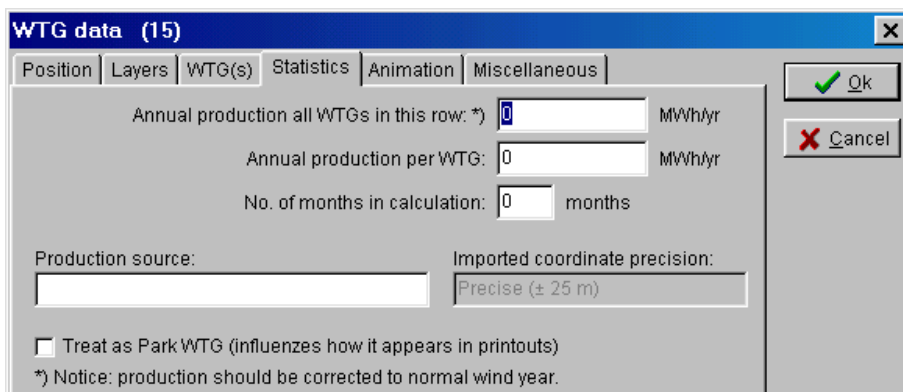 WTG data (15)
Position Layers WTG(s) Statistics Animation Miscellaneous
Ok
Annual production all WTGs in this row: *) 0 MWh/yr
Cancel
Annual production per WTG: 0 MWh/yr
No. of months in calculation: 0 months
Production source: Imported coordinate precision:
Precise (± 25 m)
Treat as Park WTG (influenzes how it appears in printouts)
*) Notice: production should be corrected to normal wind year.